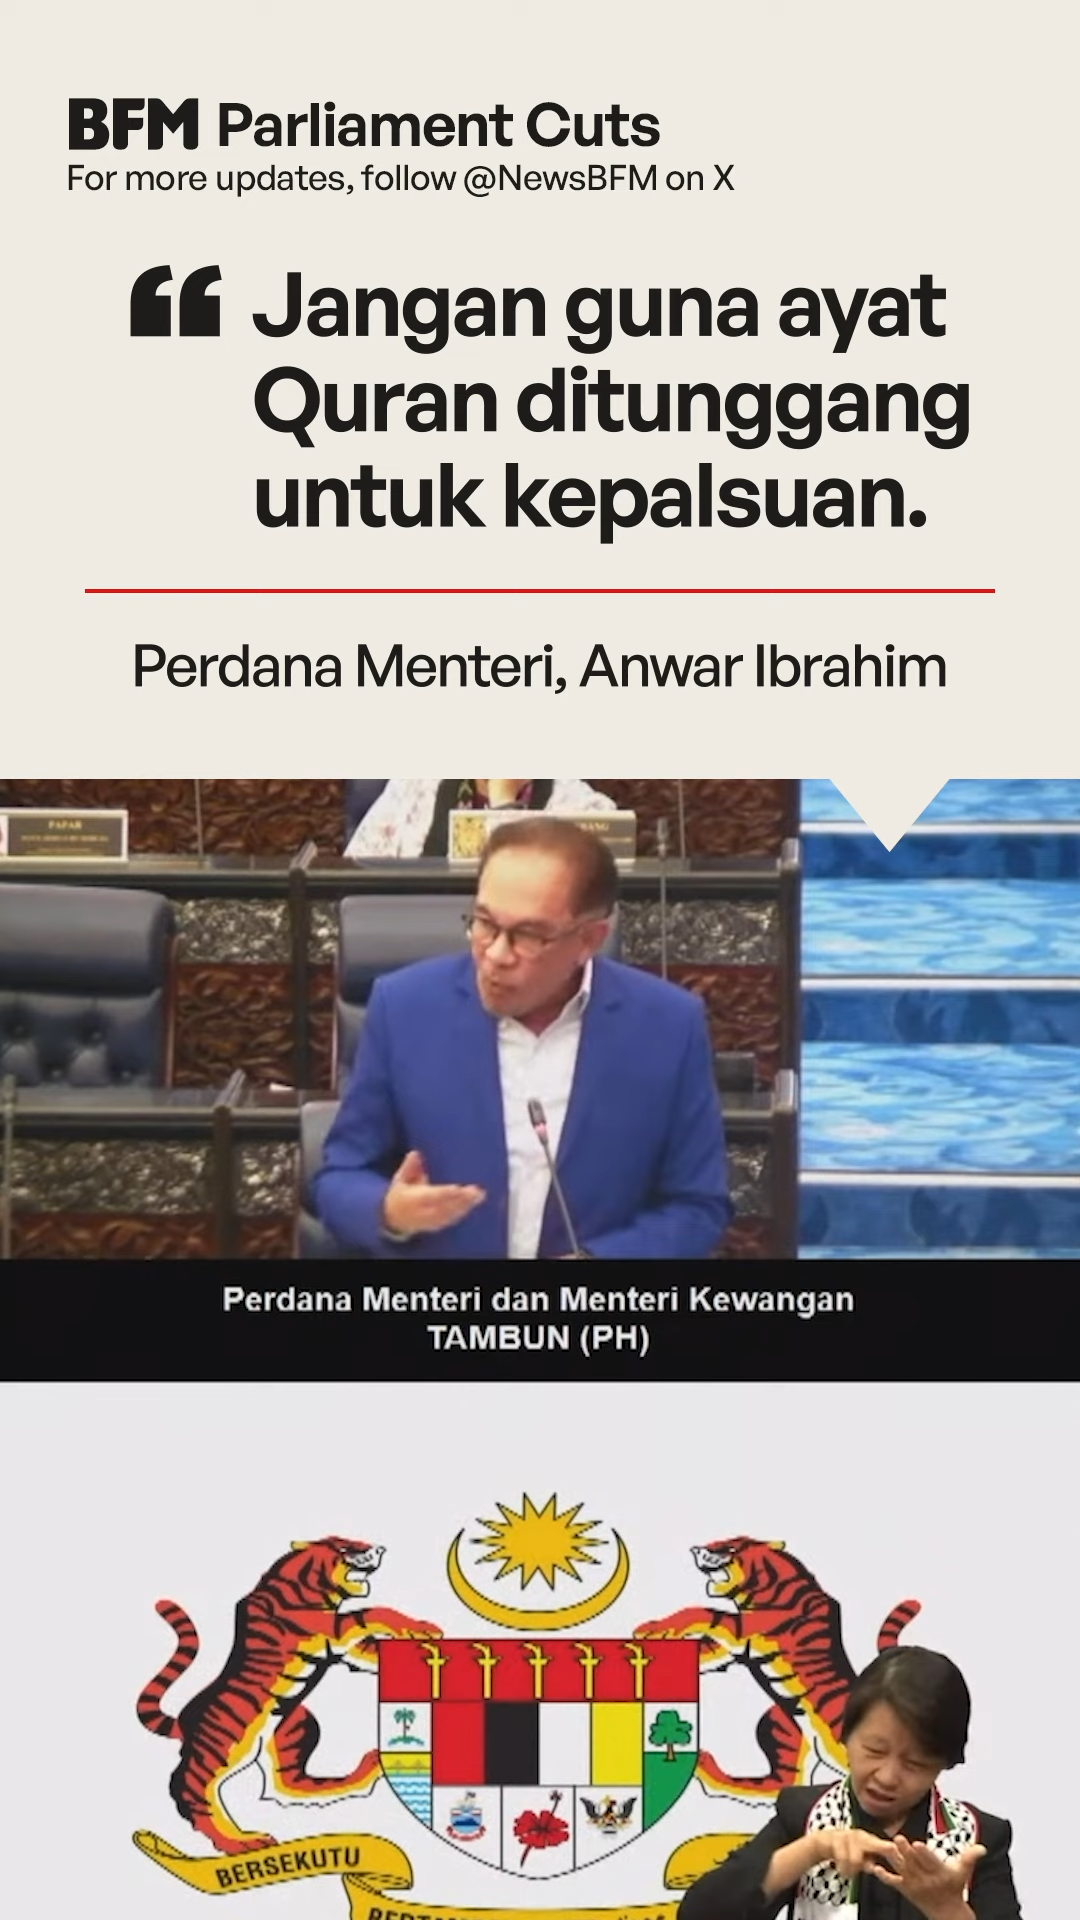 BFM Parliament Cuts
For more updates, follow @NewsBFM on X
“ Jangan guna ayat
Quran ditunggang
untuk kepalsuan.
Perdana Menteri, Anwar Ibrahim
PAPAR
Perdana Menteri dan Menteri Kewangan
TAMBUN (PH)
BERSEKUTU